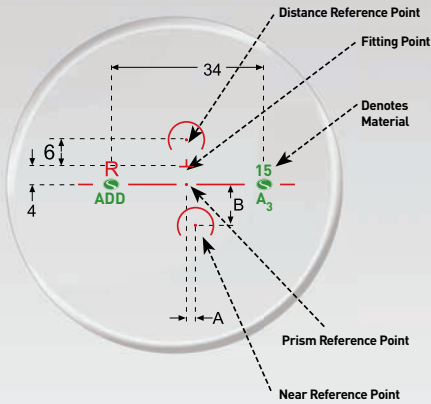 Distance Reference Point
Fitting Point
34
Denotes
Material
6
R
15
4
ADD
B
A3
A
Prism Reference Point
Near Reference Point